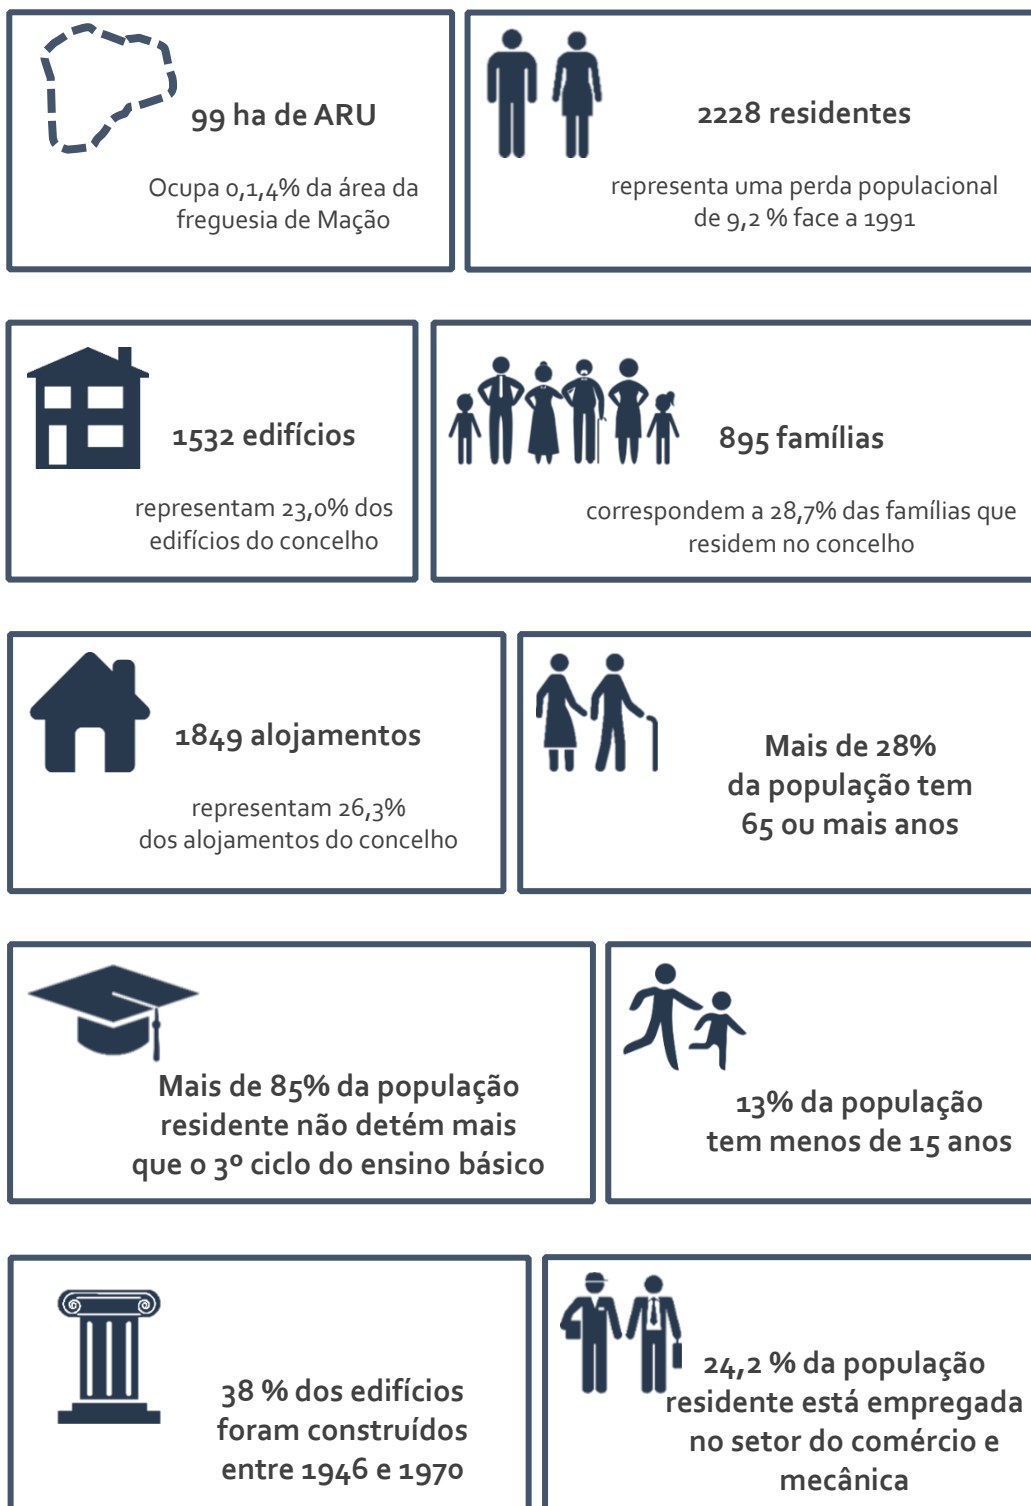 99 ha de ARU
Ocupa 0,1,4% da área da
freguesia de Mação
2228 residentes
representa uma perda populacional
de 9,2 % face a 1991
1532 edifícios
representam 23,0% dos
edifícios do concelho
895 famílias
correspondem a 28,7% das famílias que
residem no concelho
1849 alojamentos
representam 26,3%
dos alojamentos do concelho
Mais de 28%
da população tem
65 ou mais anos
Mais de 85% da população
residente não detém mais
que o 3º ciclo do ensino básico
13% da população
tem menos de 15 anos
38 % dos edifícios
foram construídos
entre 1946 e 1970
24,2 % da população
residente está empregada
no setor do comércio e
mecânica